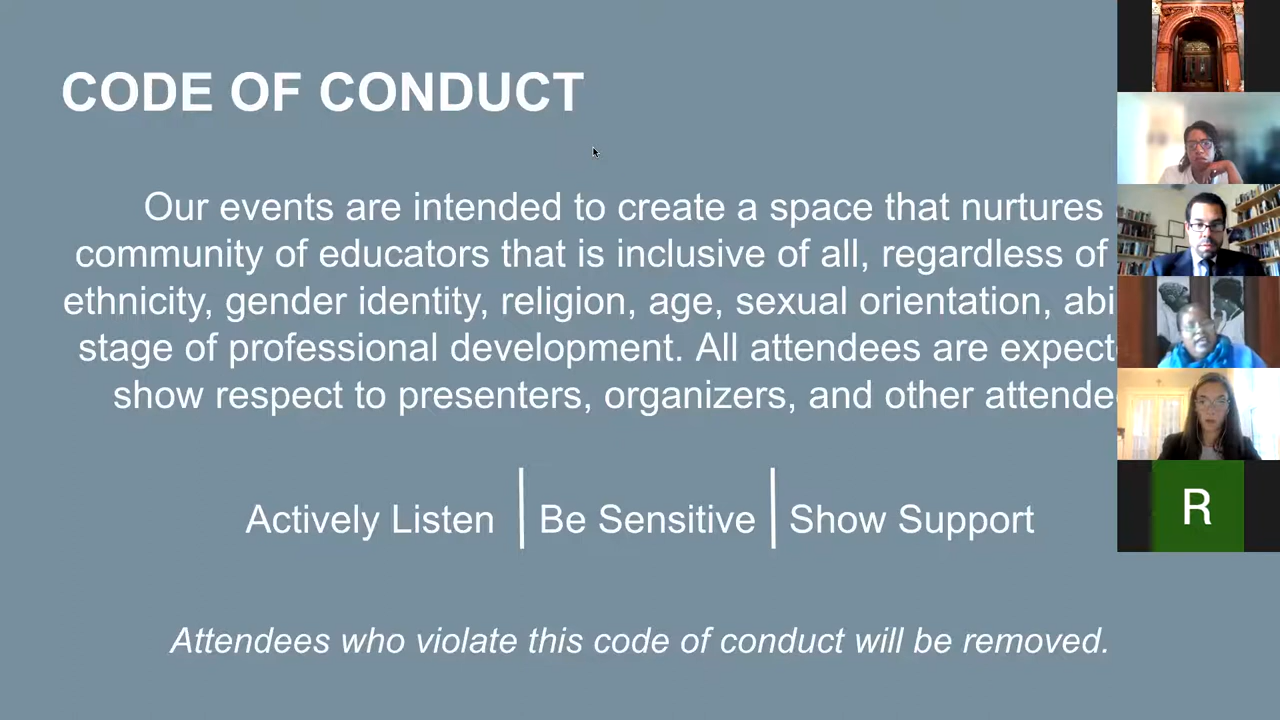 CODE OF CONDUCT
Our events are intended to create a space that nurtures
community of educators that is inclusive of all, regardless of
ethnicity, gender identity, religion, age, sexual orientation, abi
stage of professional development. All attendees are expect
show respect to presenters, organizers, and other attende
Actively Listen | Be Sensitive | Show Support
Attendees who violate this code of conduct will be removed.
R